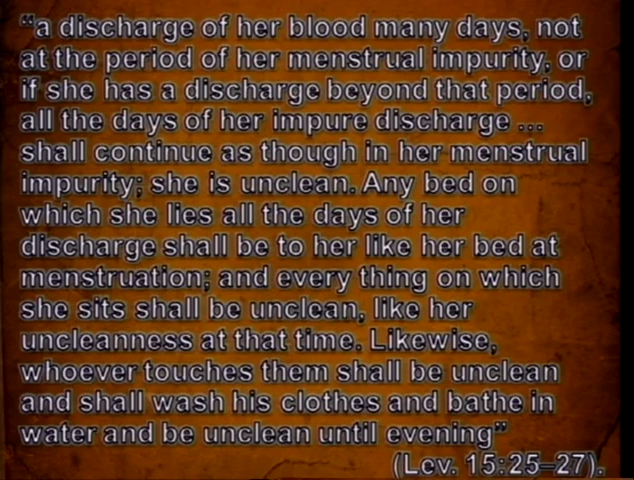 “a discharge of her blood many days, not
at the period of her menstrual impurity, or
if she has a discharge beyond that period,
all the days of her impure discharge ...
shall continue as though in her menstrual
impurity; she is unclean. Any bed on
which she lies all the days of her
discharge shall be to her like her bed at
menstruation; and every thing on which
she sits shall be unclean, like her
uncleanness at that time. Likewise,
whoever touches them shall be unclean
and shall wash his clothes and bathe in
water and be unclean until evening”
(Lev. 15:25–27).